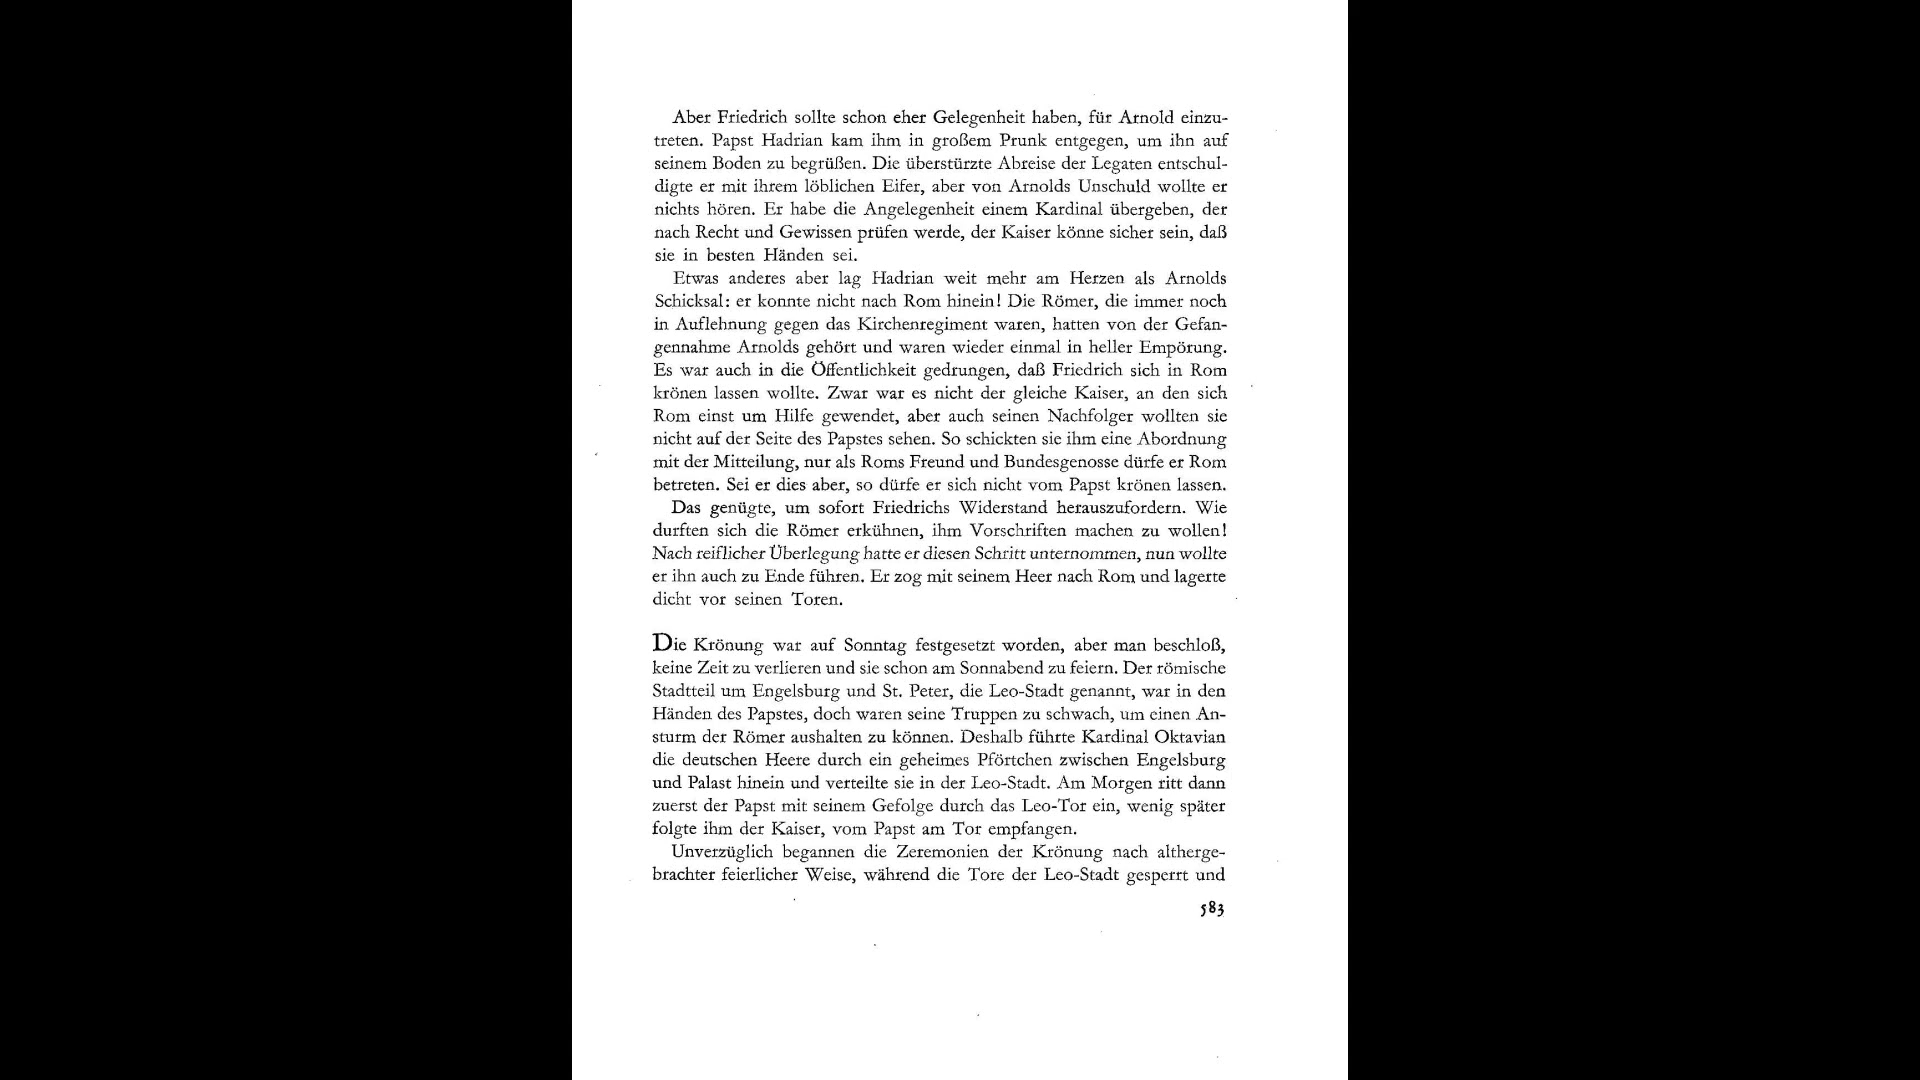 Aber Friedrich sollte schon eher Gelegenheit haben, für Arnold einzu-
treten. Papst Hadrian kam ihm in großem Prunk entgegen, um ihn auf
seinem Boden zu begrüßen. Die überstürzte Abreise der Legaten entschul-
digte er mit ihrem löblichen Eifer, aber von Arnolds Unschuld wollte er
nichts hören. Er habe die Angelegenheit einem Kardinal übergeben, der
nach Recht und Gewissen prüfen werde, der Kaiser könne sicher sein, daß
sie in besten Händen sei.
Etwas anderes aber lag Hadrian weit mehr am Herzen als Arnolds
Schicksal: er konnte nicht nach Rom hinein! Die Römer, die immer noch
in Auflehnung gegen das Kirchenregiment waren, hatten von der Gefan-
gennahme Arnolds gehört und waren wieder einmal in heller Empörung.
Es war auch in die Öffentlichkeit gedrungen, daß Friedrich sich in Rom
krönen lassen wollte. Zwar war es nicht der gleiche Kaiser, an den sich
Rom einst um Hilfe gewendet, aber auch seinen Nachfolger wollten sie
nicht auf der Seite des Papstes sehen. So schickten sie ihm eine Abordnung
mit der Mitteilung, nur als Roms Freund und Bundesgenosse dürfe er Rom
betreten. Sei er dies aber, so dürfe er sich nicht vom Papst krönen lassen.
Das genügte, um sofort Friedrichs Widerstand herauszufordern. Wie
durften sich die Römer erkühnen, ihm Vorschriften machen zu wollen!
Nach reiflicher Überlegung hatte er diesen Schritt unternommen, nun wollte
er ihn auch zu Ende führen. Er zog mit seinem Heer nach Rom und lagerte
dicht vor seinen Toren.
Die Krönung war auf Sonntag festgesetzt worden, aber man beschloß,
keine Zeit zu verlieren und sie schon am Sonnabend zu feiern. Der römische
Stadtteil um Engelsburg und St. Peter, die Leo-Stadt genannt, war in den
Händen des Papstes, doch waren seine Truppen zu schwach, um einen An-
sturm der Römer aushalten zu können. Deshalb führte Kardinal Oktavian
die deutschen Heere durch ein geheimes Pförtchen zwischen Engelsburg
und Palast hinein und verteilte sie in der Leo-Stadt. Am Morgen ritt dann
zuerst der Papst mit seinem Gefolge durch das Leo-Tor ein, wenig später
folgte ihm der Kaiser, vom Papst am Tor empfangen.
Unverzüglich begannen die Zeremonien der Krönung nach altherge-
brachter feierlicher Weise, während die Tore der Leo-Stadt gesperrt und
583